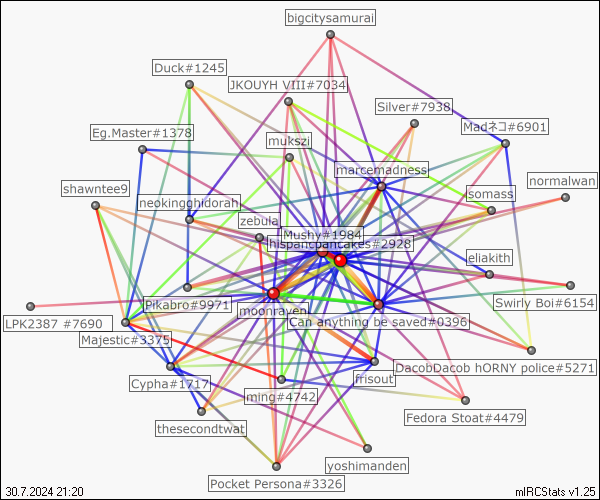 bigcitysamurai
Duck#1245
JKOUYH VIII#7034
Silver#7938
Madネコ#6901
Eg.Master#1378
mukszi
marcemadness
normalwan
shawntee9
neokingghidorah
somass
zebula
Mushy#1984
hispanicpancakes#2928
eliakith
Pikabro#9971
moonraven
Swirly Boi#6154
LPK2387 #7690
Can anything be saved#0396
Majestic#3375
DacobDacob hORNY police#5271
Cypha#1717
frisout
ming#4742
Fedora Stoat#4479
thesecondtwat
yoshimanden
Pocket Persona#3326
30.7.2024 21:20
mIRCStats v1.25